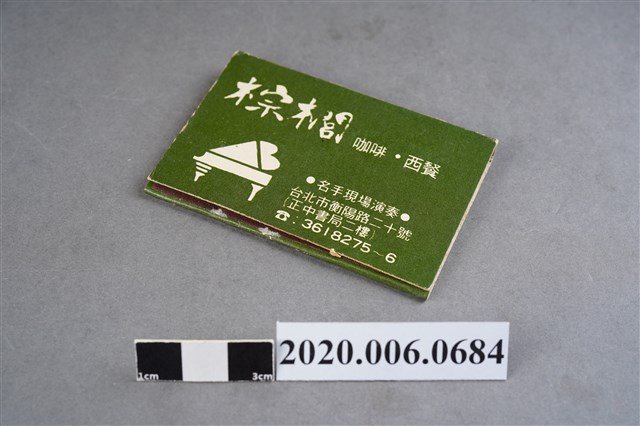 棕櫚 咖啡・西餐
●名手現場演奏●
台北市衡陽路二十號
(正中書局二樓)
☎:3618275~6
1cm 3cm
2020.006.0684